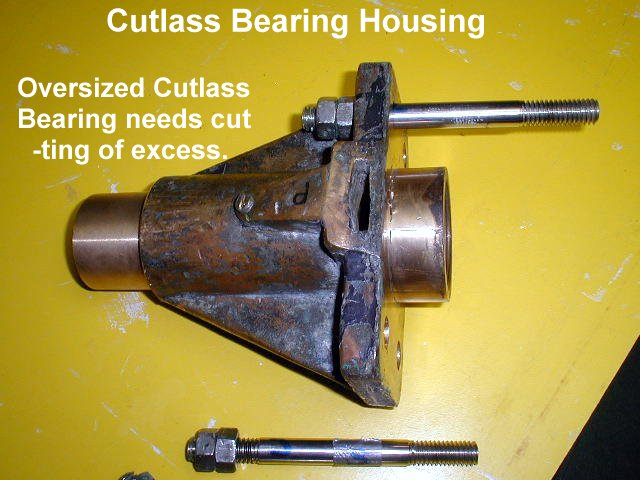 Cutlass Bearing Housing
Oversized Cutlass
Bearing needs cut
-ting of excess.
P